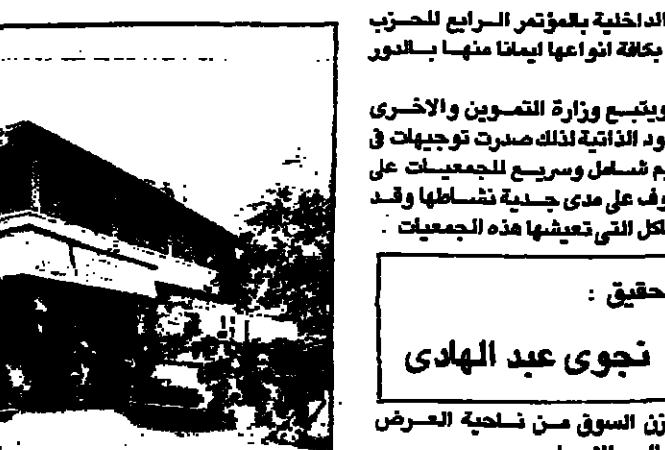 الداخلية بالمؤتمر الرابع للحزب
بكافة انواعها ايمانا منها بالدور
ويتبع وزارة التموين والاخرى
ود الذاتية لذلك صدرت توجيهات في
يم شامل وسريع للجمعيات على
وف على مدى جدية نشاطها وقد
اكل التى تعيشها هذه الجمعيات .
حقيق :
نجوى عبد الهادى
زن السوق من ناحية العرض